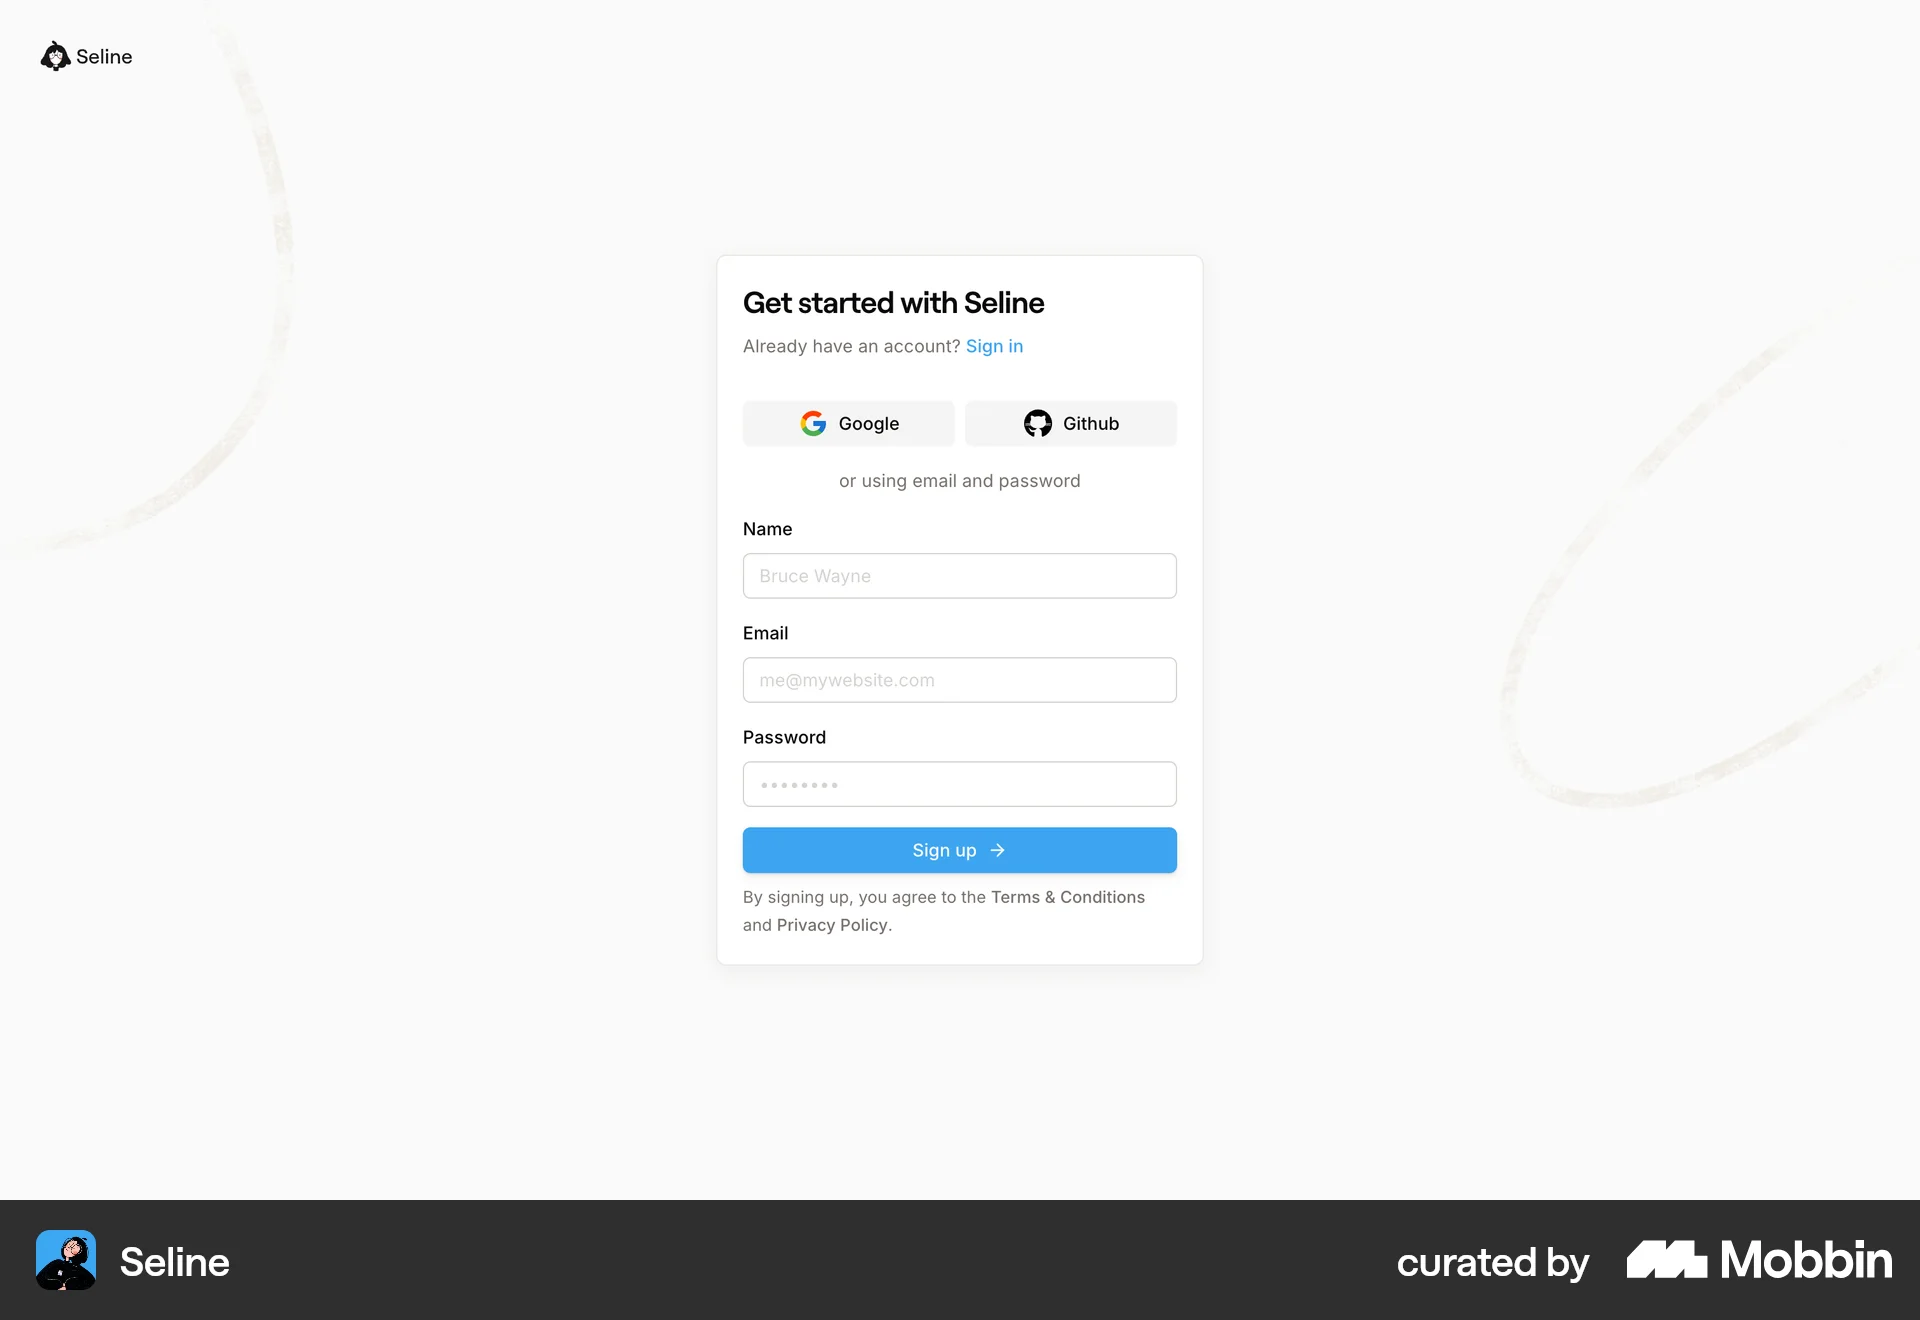 Seline
Get started with Seline
Already have an account? Sign in
Google
Github
or using email and password
Name
Bruce Wayne
Email
me@mywebsite.com
Password
••••••••
Sign up →
By signing up, you agree to the Terms & Conditions
and Privacy Policy.
Seline
curated by Mobbin